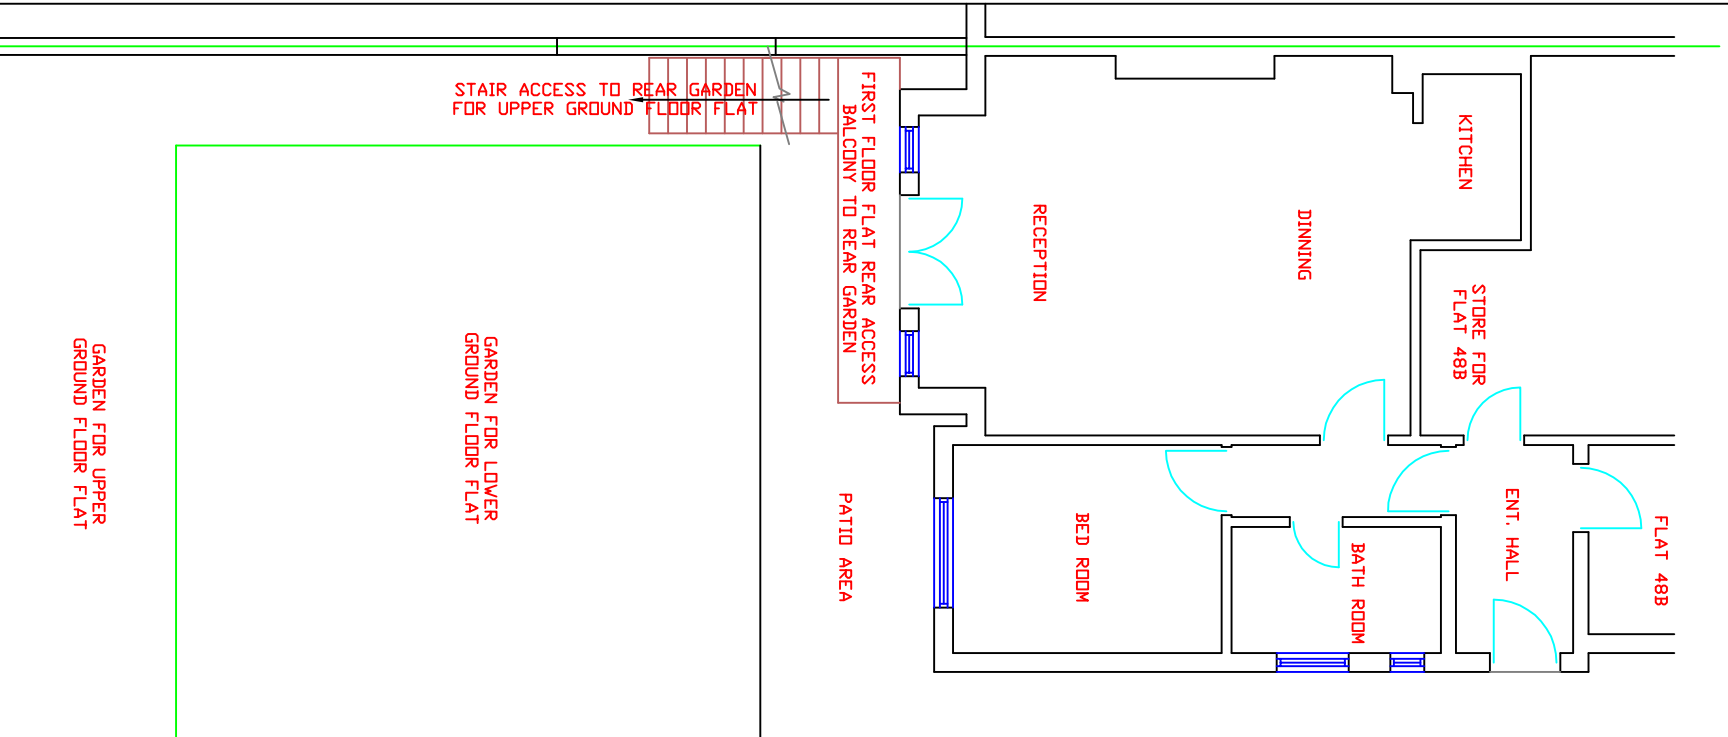 STAIR ACCESS TO REAR GARDEN
FOR UPPER GROUND FLOOR FLAT
FIRST FLOOR FLAT REAR ACCESS
BALCONY TO REAR GARDEN
KITCHEN
RECEPTION
DINNING
STORE FOR
FLAT 48B
GARDEN FOR UPPER
GROUND FLOOR FLAT
GARDEN FOR LOWER
GROUND FLOOR FLAT
PATIO AREA
BED ROOM
BATH ROOM
ENT. HALL
FLAT 48B